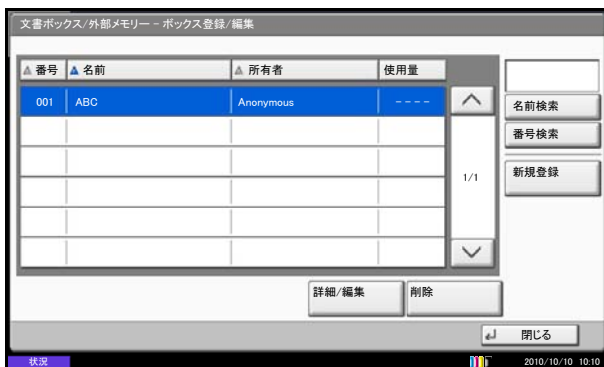 文書ボックス/外部メモリー - ボックス登録/編集
番号 名前 所有者 使用量
001 ABC Anonymous ----
名前検索
番号検索
1/1
新規登録
詳細/編集 削除
閉じる
状況 2010/10/10 10:10